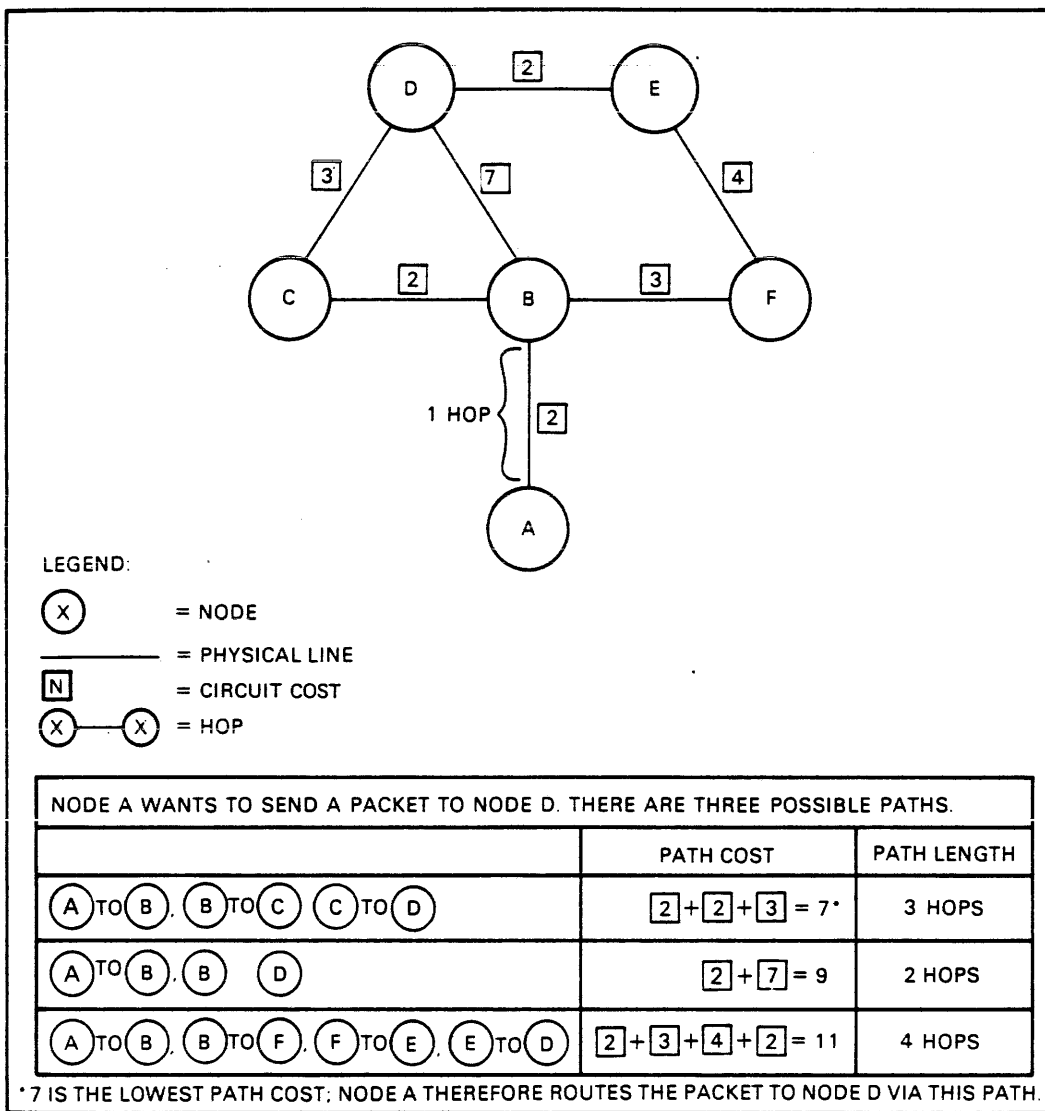 2
D
E
3
7
4
2
3
C
B
F
1 HOP
2
A
LEGEND:
X = NODE
= PHYSICAL LINE
N = CIRCUIT COST
X X = HOP
NODE A WANTS TO SEND A PACKET TO NODE D. THERE ARE THREE POSSIBLE PATHS.
PATH COST PATH LENGTH
A TO B, B TO C C TO D 2 + 2 + 3 = 7* 3 HOPS
A TO B, B D 2 + 7 = 9 2 HOPS
A TO B, B TO F, F TO E, E TO D 2 + 3 + 4 + 2 = 11 4 HOPS
*7 IS THE LOWEST PATH COST; NODE A THEREFORE ROUTES THE PACKET TO NODE D VIA THIS PATH.